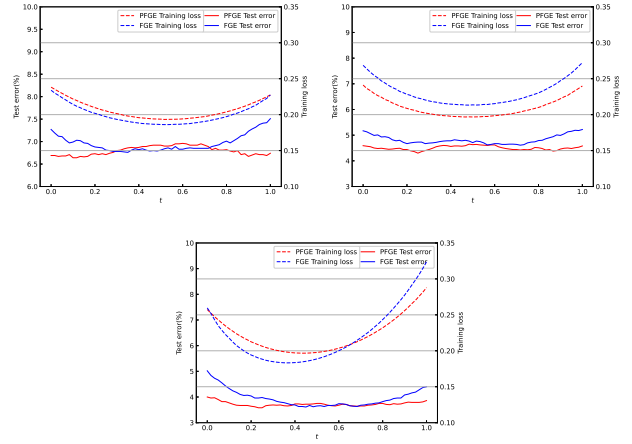 PFGE Training loss PFGE Test error
FGE Training loss FGE Test error
Test error(%)
10.0
9.5
9.0
8.5
8.0
7.5
7.0
6.5
6.0
0.0 0.2 0.4 0.6 0.8 1.0
t
0.35
0.30
0.25
0.20
0.15
0.10
Training loss
PFGE Training loss PFGE Test error
FGE Training loss FGE Test error
Test error(%)
10
9
8
7
6
5
4
3
0.0 0.2 0.4 0.6 0.8 1.0
t
0.35
0.30
0.25
0.20
0.15
0.10
Training loss
PFGE Training loss PFGE Test error
FGE Training loss FGE Test error
Test error(%)
10
9
8
7
6
5
4
3
0.0 0.2 0.4 0.6 0.8 1.0
t
0.35
0.30
0.25
0.20
0.15
0.10
Training loss